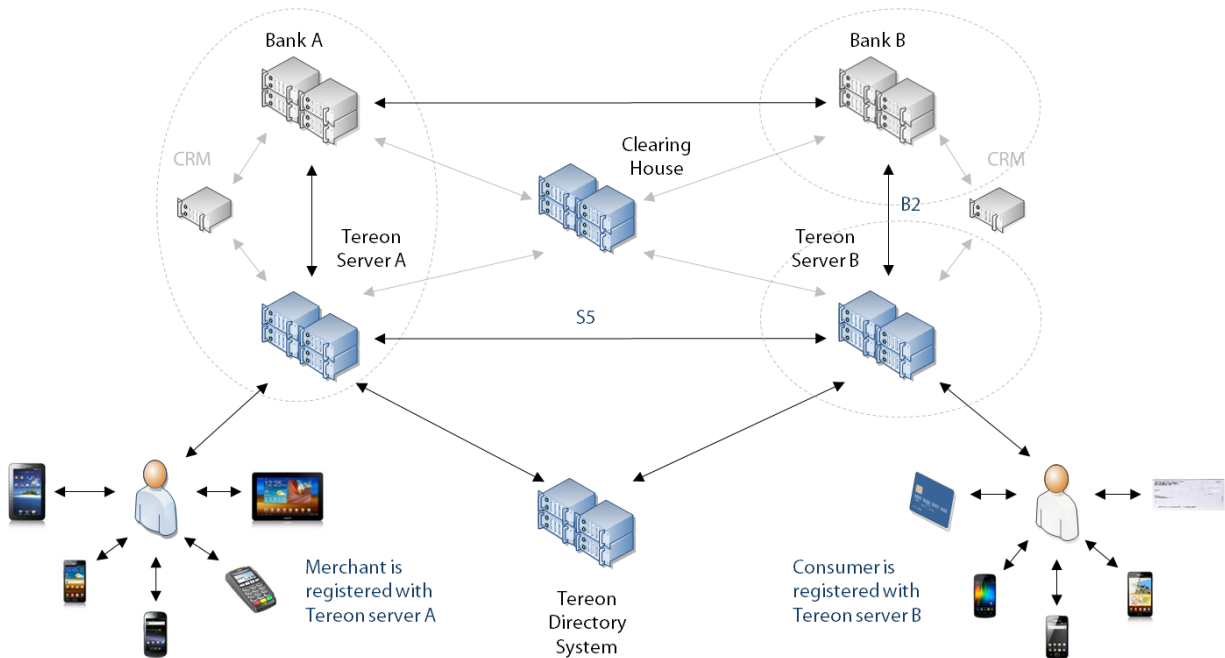 Bank A
Bank B
Clearing
House
CRM
CRM
B2
Tereon
Server A
Tereon
Server B
S5
Merchant is
registered with
Tereon server A
Consumer is
registered with
Tereon server B
Tereon
Directory
System